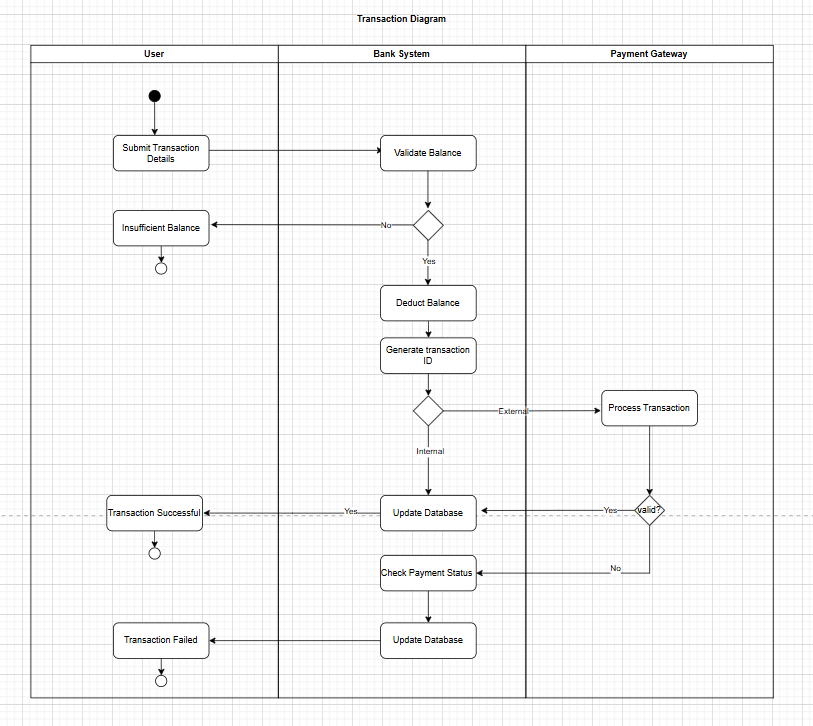 Transaction Diagram
User
Bank System
Payment Gateway
Submit Transaction
Details
Validate Balance
Insufficient Balance
No
Yes
Deduct Balance
Generate transaction
ID
External
Process Transaction
Internal
Transaction Successful
Yes
Update Database
Yes
valid?
Check Payment Status
No
Transaction Failed
Update Database